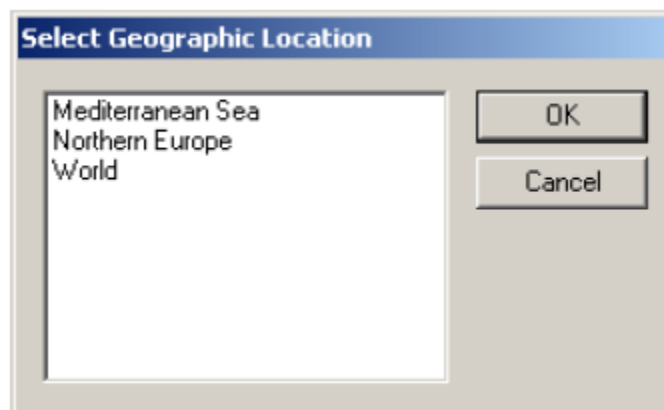 Select Geographic Location
Mediterranean Sea
Northern Europe
World
OK
Cancel